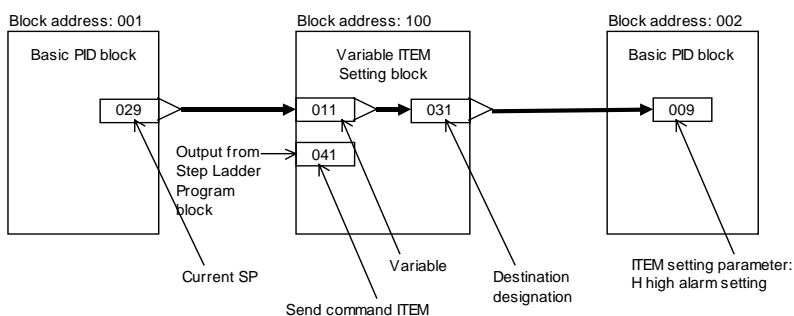 Block address: 001
Basic PID block
029
Current SP
Block address: 100
Variable ITEM
Setting block
011
031
041
Output from
Step Ladder
Program
block
Variable
Send command ITEM
Destination
designation
Block address: 002
Basic PID block
009
ITEM setting parameter:
H high alarm setting